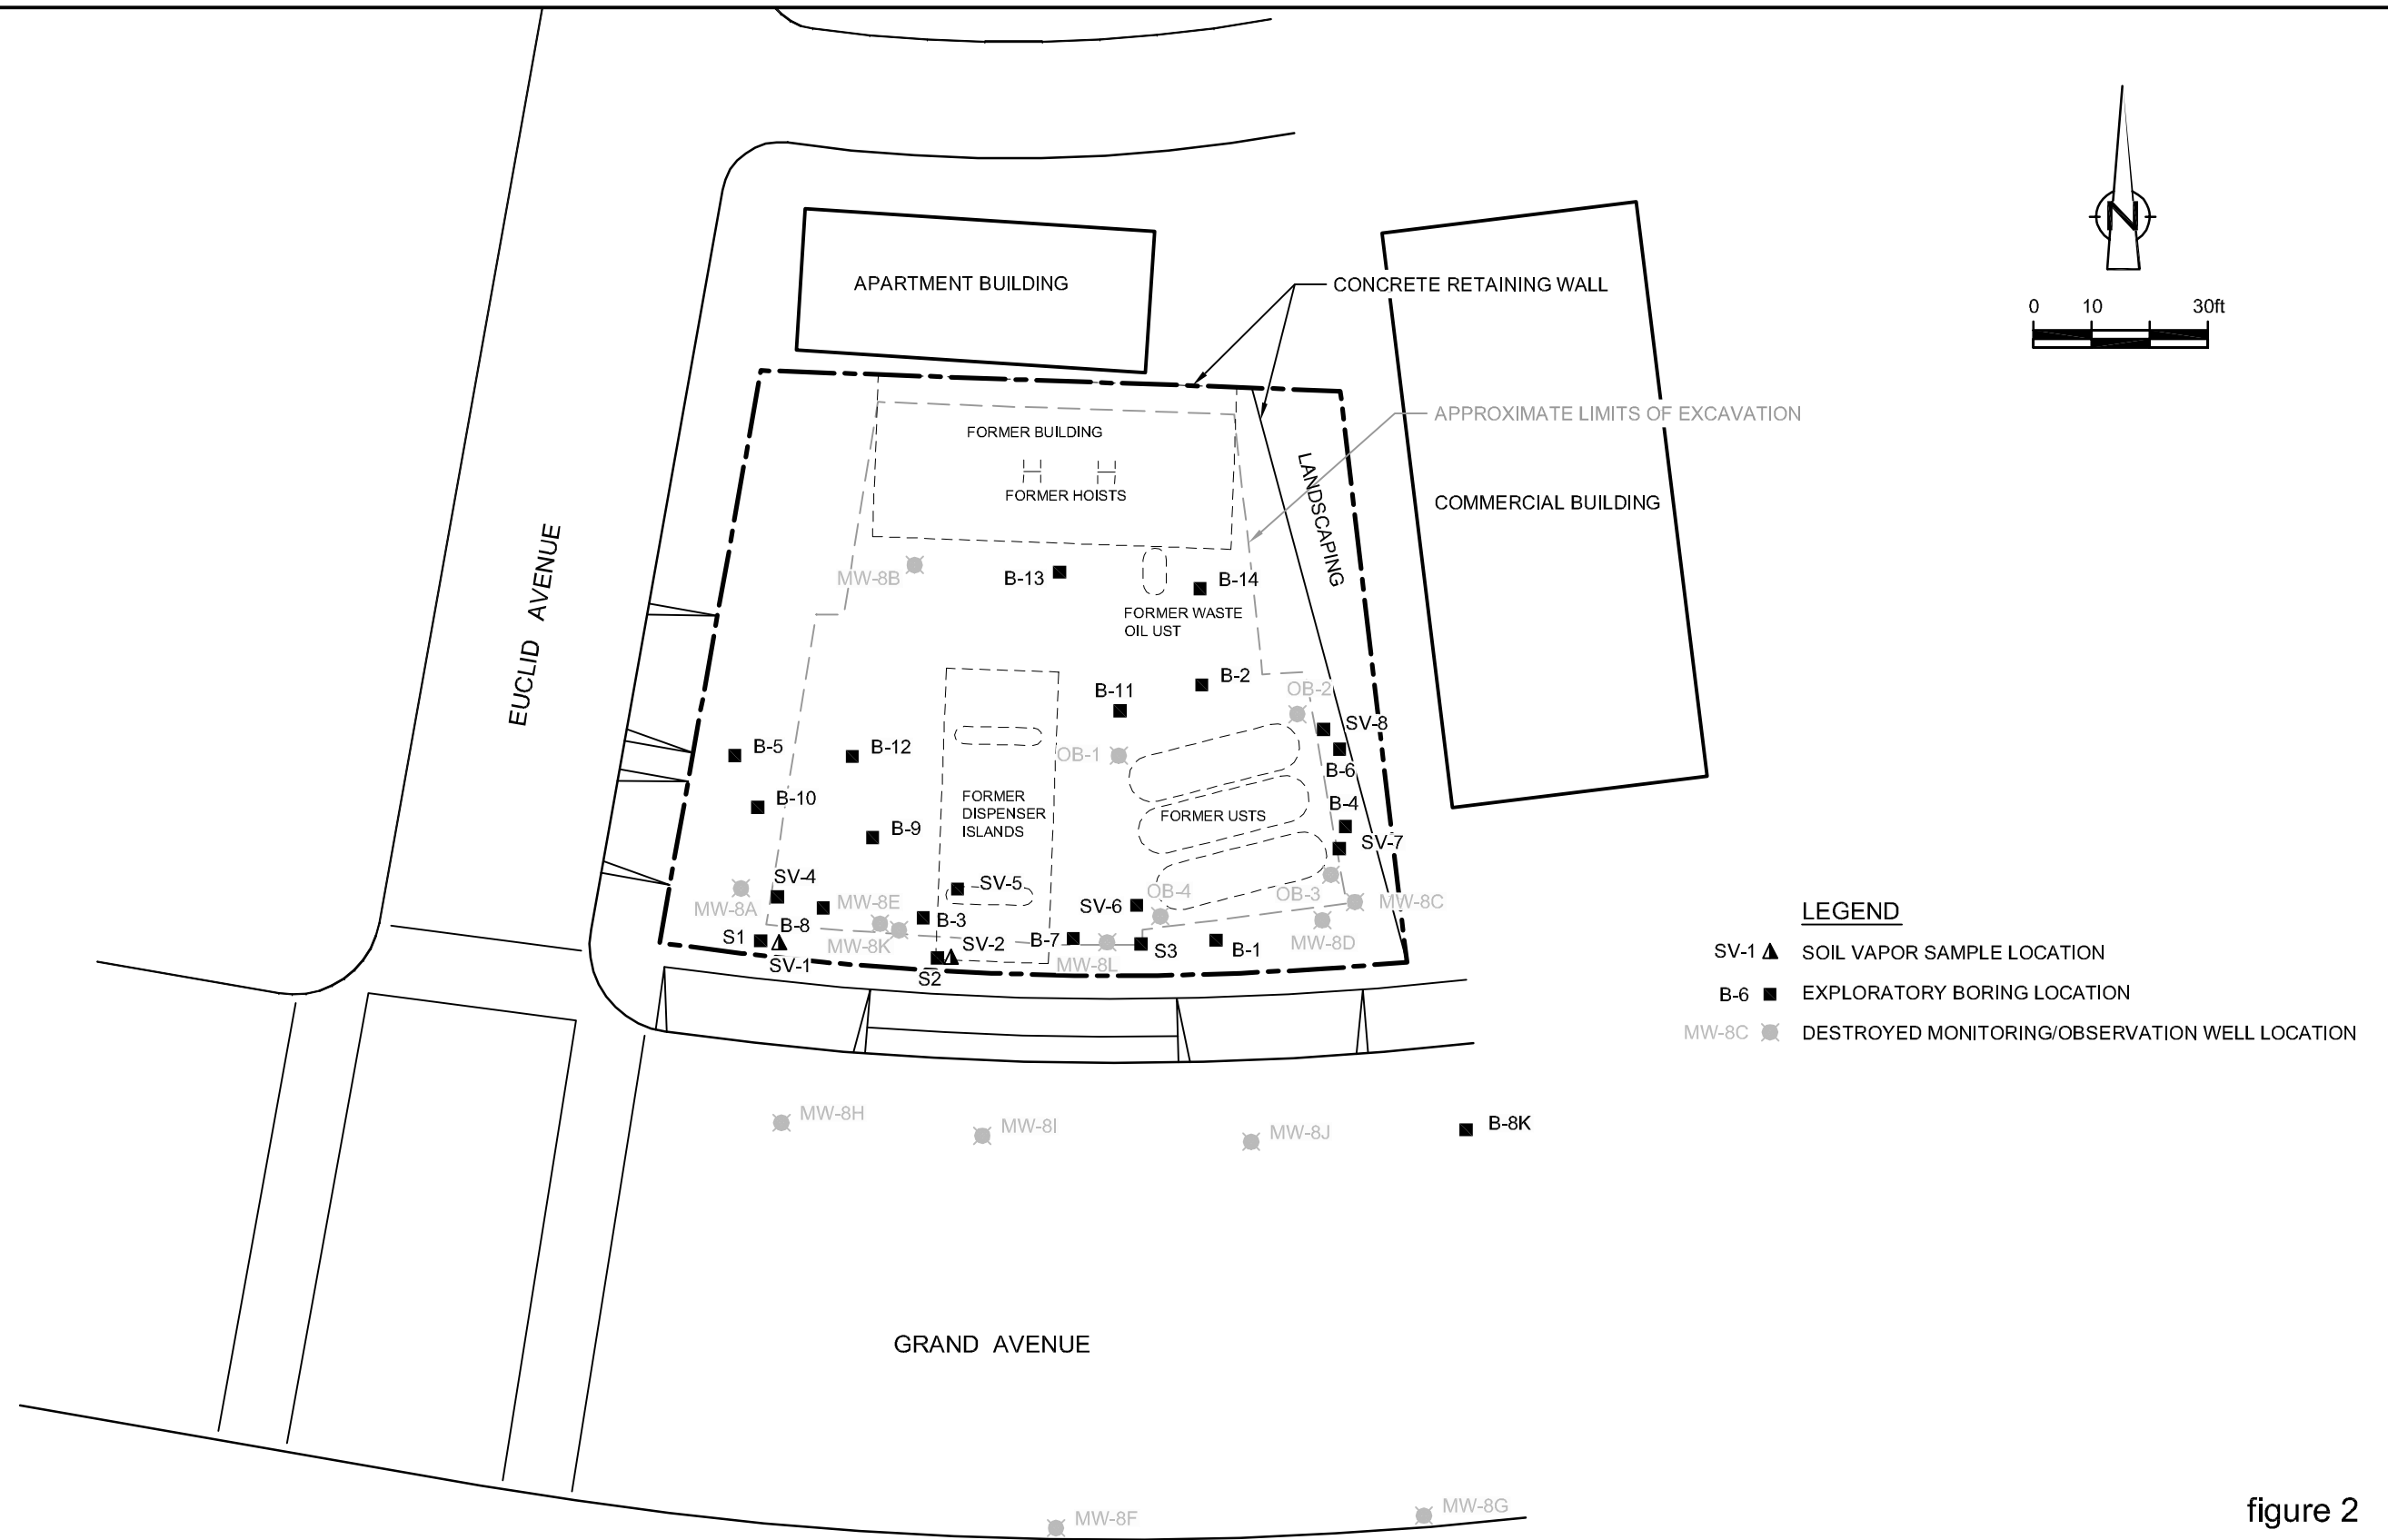 N
0 10 30ft
APARTMENT BUILDING
CONCRETE RETAINING WALL
APPROXIMATE LIMITS OF EXCAVATION
FORMER BUILDING
FORMER HOISTS
LANDSCAPING
COMMERCIAL BUILDING
EUCLID AVENUE
MW-8B
B-13
B-14
FORMER WASTE
OIL UST
B-2
B-11
OB-2
SV-8
B-5
B-12
OB-1
B-6
B-10
FORMER
DISPENSER
ISLANDS
B-4
FORMER USTS
B-9
SV-7
SV-4
SV-5
OB-4
OB-3
MW-8A
MW-8E
SV-6
MW-8C
B-8
B-3
S1
MW-8K
SV-2
B-7
S3
B-1
MW-8D
SV-1
S2
MW-8L
LEGEND
SV-1 SOIL VAPOR SAMPLE LOCATION
B-6 EXPLORATORY BORING LOCATION
MW-8C DESTROYED MONITORING/OBSERVATION WELL LOCATION
MW-8H
MW-8I
MW-8J
B-8K
GRAND AVENUE
MW-8F
MW-8G
figure 2